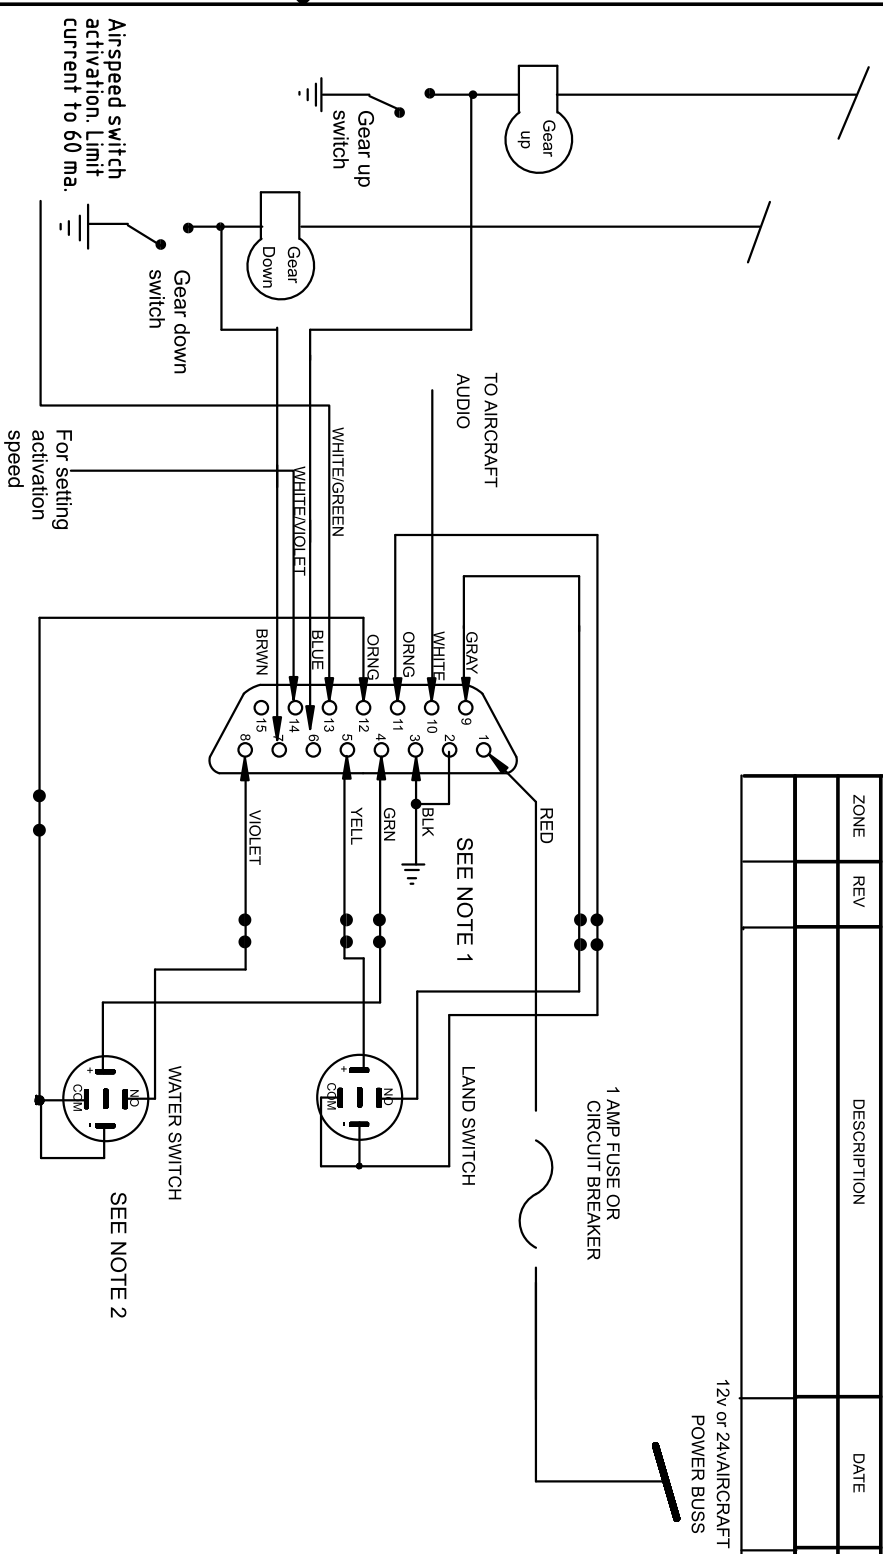 ZONE
REV
DESCRIPTION
DATE
12v or 24vAIRCRAFT
POWER BUSS
1 AMP FUSE OR
CIRCUIT BREAKER
RED
Gear
up
Gear up
switch
Gear
Down
Gear down
switch
Airspeed switch
activation. Limit
current to 60 ma.
For setting
activation
speed
TO AIRCRAFT
AUDIO
WHITE/GREEN
WHITE/VIOLET
GRAY
WHITE
ORNG
ORNG
BLUE
BRWN
9
10
11
12
13
14
15
1
2
3
4
5
6
7
8
BLK
GRN
YELL
VIOLET
SEE NOTE 1
LAND SWITCH
NO
+
-
COM
WATER SWITCH
NO
+
-
COM
SEE NOTE 2